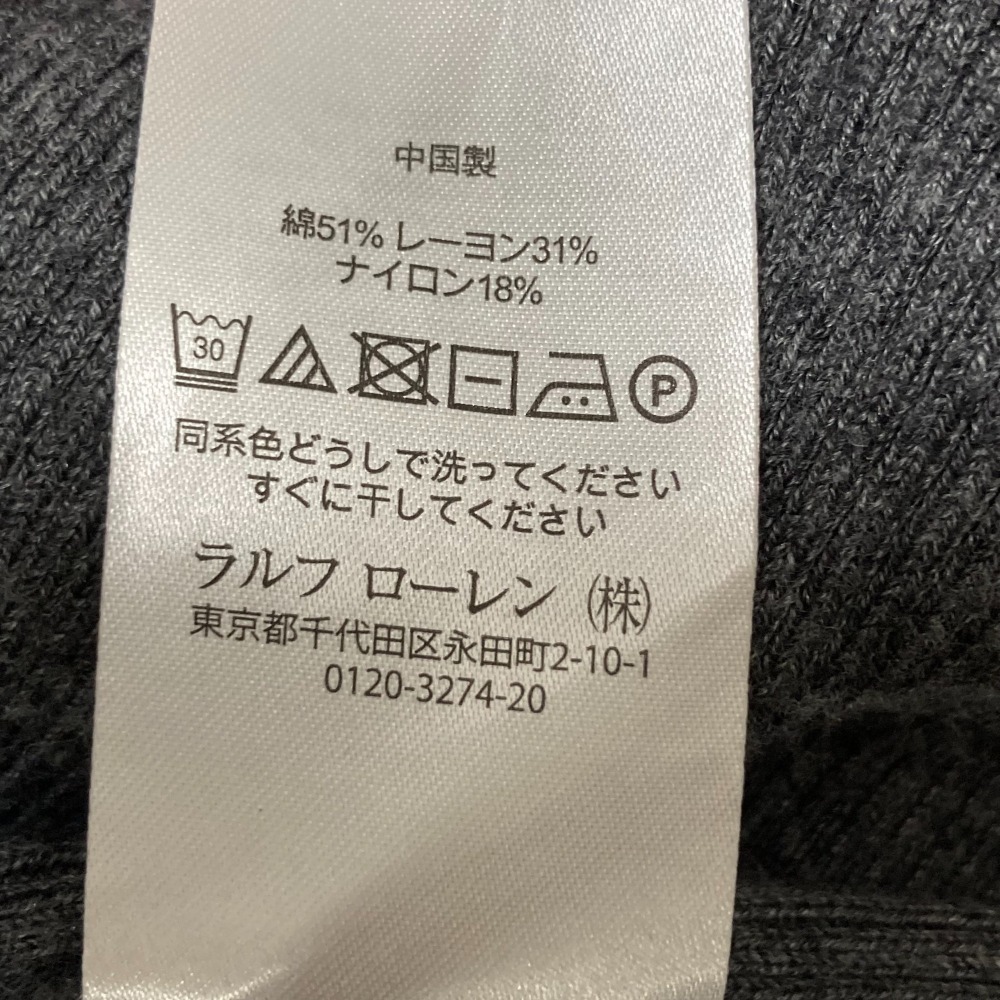 中国製
綿51% レーヨン31%
ナイロン18%
30 P
同系色どうしで洗ってください
すぐに干してください
ラルフ ローレン (株)
東京都千代田区永田町2-10-1
0120-3274-20